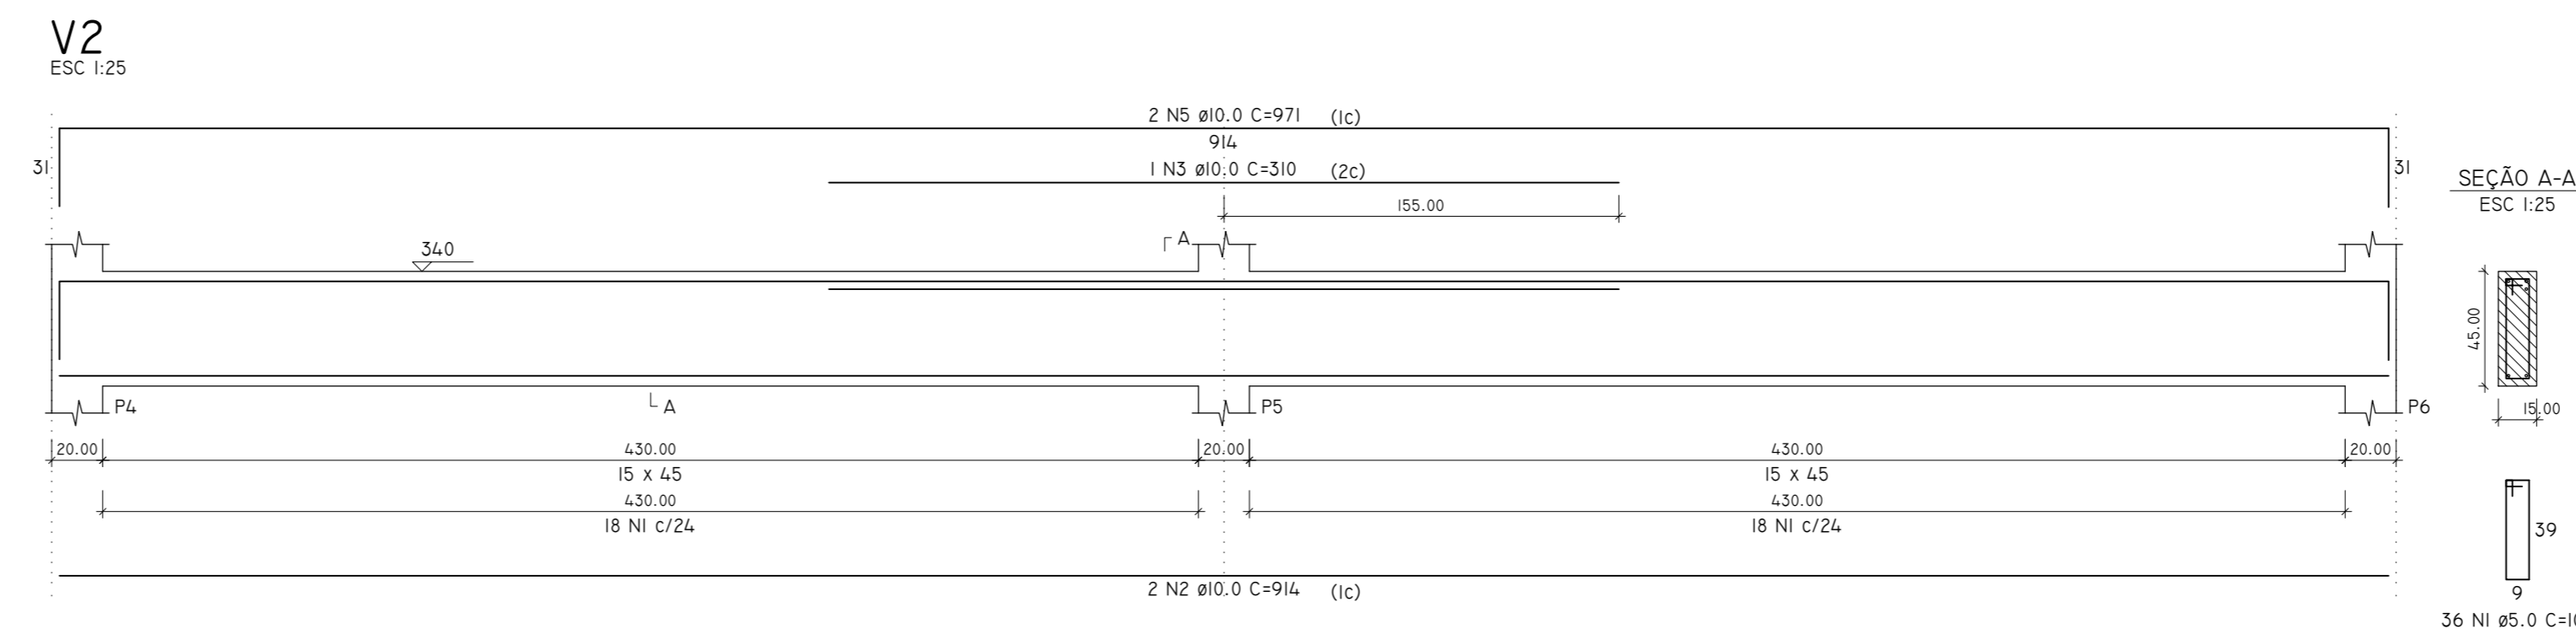 V2
ESC 1:25
2 N5 ø10.0 C=971 (1c)
914
31
31
1 N3 ø10.0 C=310 (2c)
155.00
SEÇÃO A-A
ESC 1:25
A
340
45.00
15.00
A
P4
P5
P6
20.00
430.00
20.00
430.00
20.00
15 x 45
15 x 45
430.00
430.00
18 N1 c/24
18 N1 c/24
39
9
2 N2 ø10.0 C=914 (1c)
36 N1 ø5.0